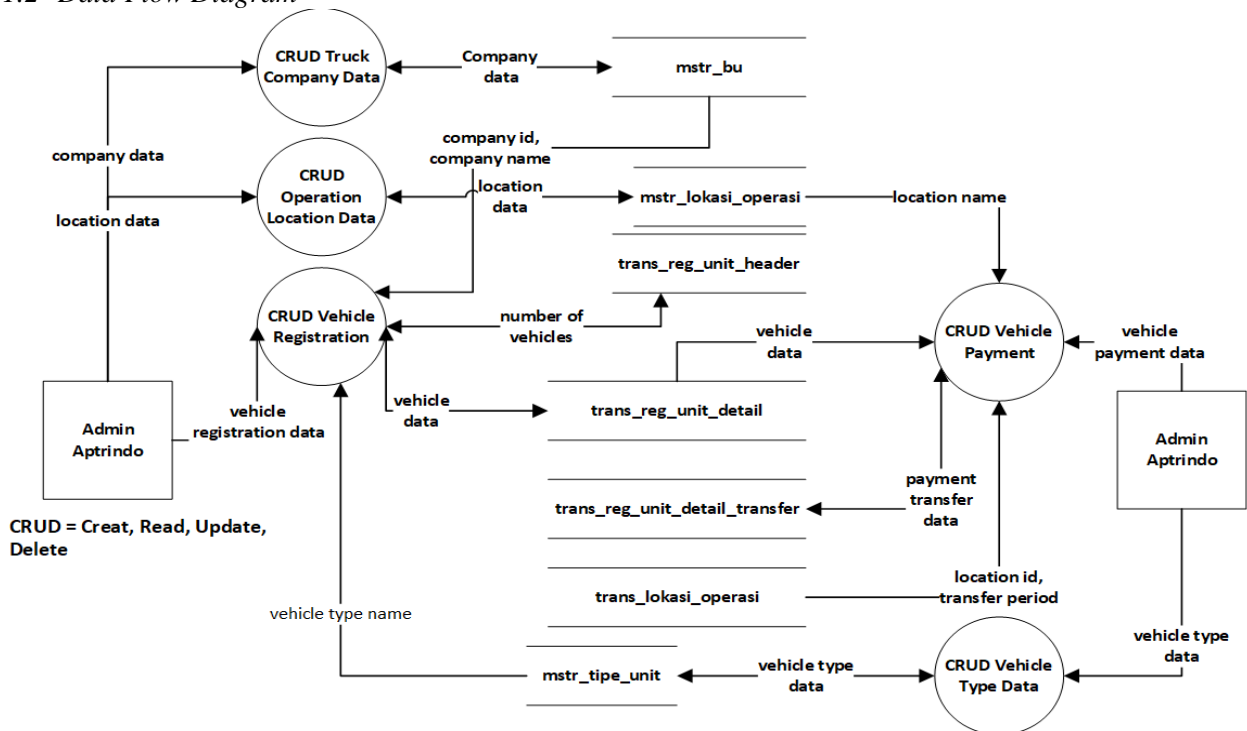 1.2 Data Flow Diagram
CRUD Truck
Company Data
Company
data
mstr_bu
company data
company id,
company name
CRUD
Operation
Location Data
location
data
mstr_lokasi_operasi
location name
location data
trans_reg_unit_header
CRUD Vehicle
Registration
number of
vehicles
vehicle
data
CRUD Vehicle
Payment
vehicle
payment data
Admin
Aptrindo
vehicle
registration data
vehicle
data
trans_reg_unit_detail
Admin
Aptrindo
payment
transfer
data
trans_reg_unit_detail_transfer
CRUD = Creat, Read, Update,
Delete
trans_lokasi_operasi
location id,
transfer period
vehicle type name
vehicle type
data
mstr_tipe_unit
vehicle type
data
CRUD Vehicle
Type Data